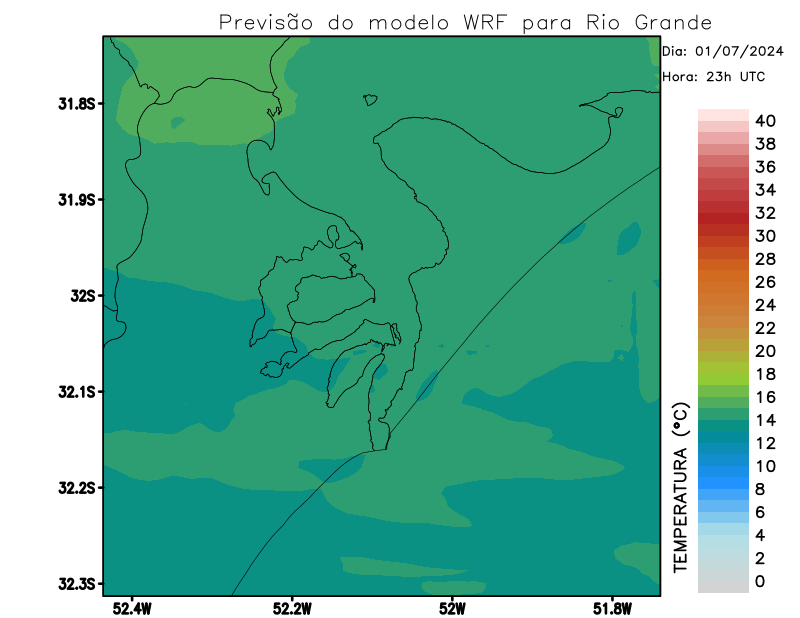 Previsão do modelo WRF para Rio Grande
Dia: 01/07/2024
Hora: 23h UTC
31.8S
31.9S
32S
32.1S
32.2S
32.3S
52.4W
52.2W
52W
51.8W
TEMPERATURA (°C)
40
38
36
34
32
30
28
26
24
22
20
18
16
14
12
10
8
6
4
2
0